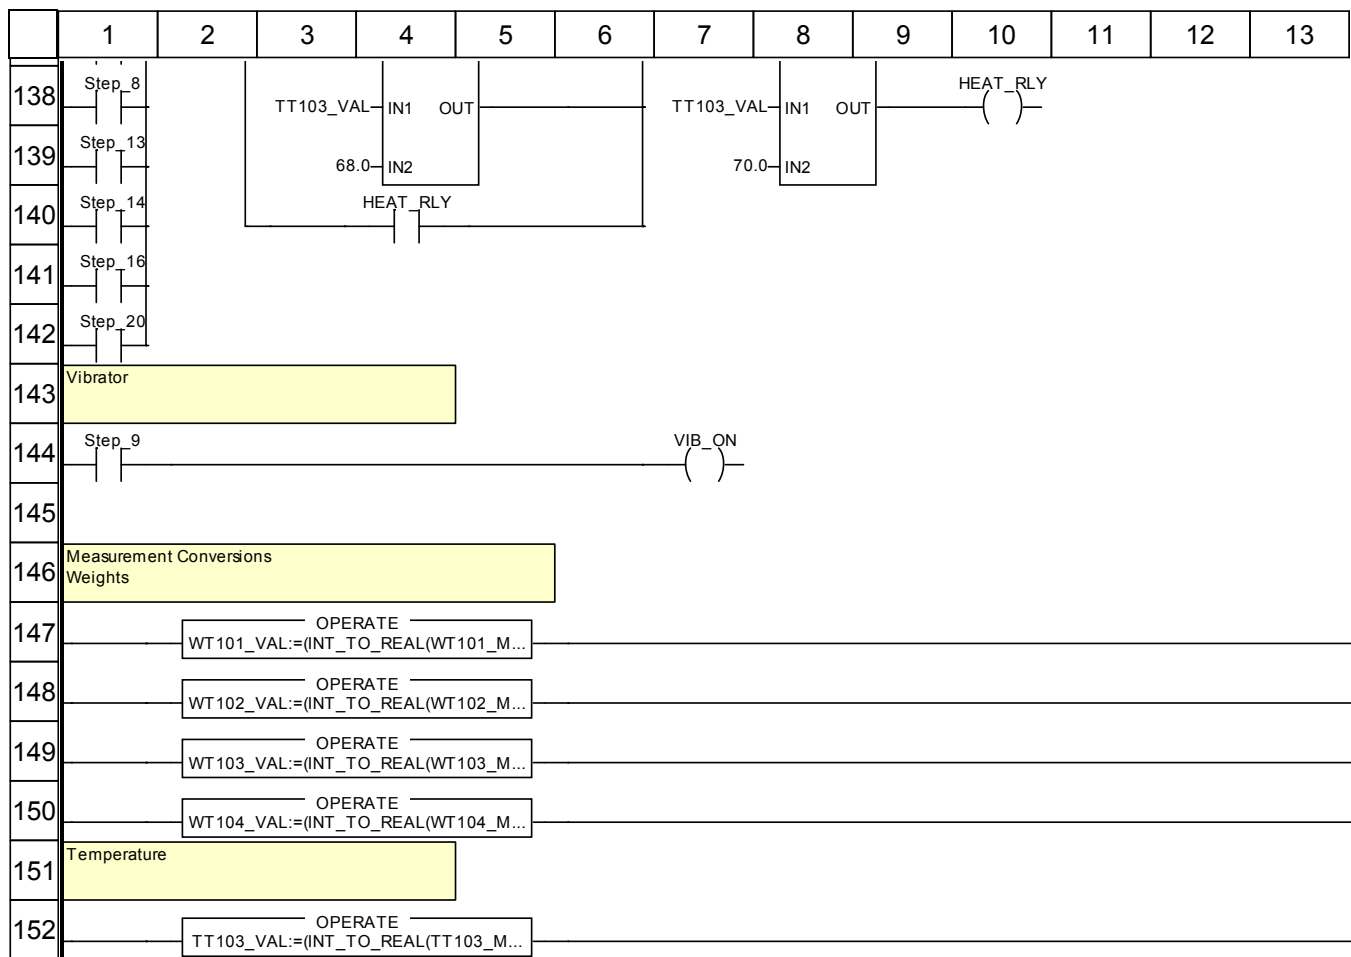 1 2 3 4 5 6 7 8 9 10 11 12 13
138 Step_8 HEAT_RLY
TT103_VAL IN1 OUT TT103_VAL IN1 OUT
139 Step_13
68.0 IN2 70.0 IN2
140 Step_14 HEAT_RLY
141 Step_16
142 Step_20
143 Vibrator
144 Step_9 VIB_ON
145
146 Measurement Conversions
Weights
147 OPERATE
WT101_VAL:=(INT_TO_REAL(WT101_M...
148 OPERATE
WT102_VAL:=(INT_TO_REAL(WT102_M...
149 OPERATE
WT103_VAL:=(INT_TO_REAL(WT103_M...
150 OPERATE
WT104_VAL:=(INT_TO_REAL(WT104_M...
151 Temperature
152 OPERATE
TT103_VAL:=(INT_TO_REAL(TT103_M...